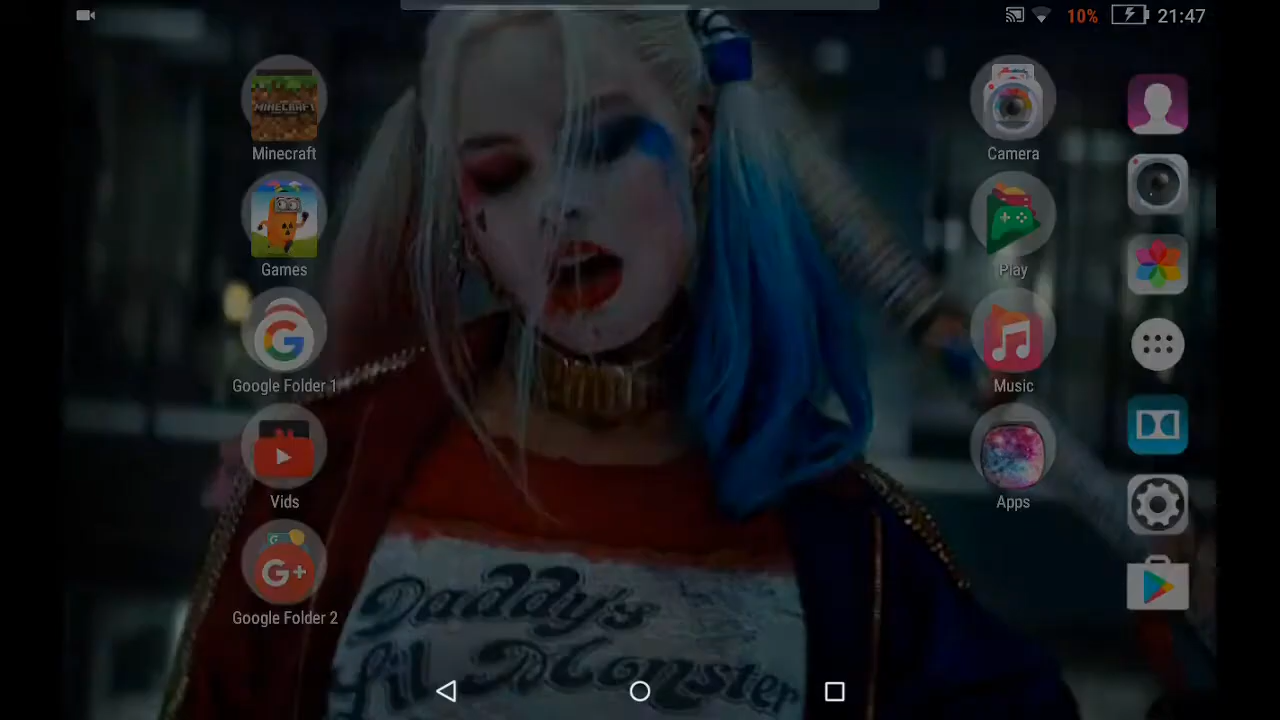 10% 21:47
MINECRAFT
Minecraft
Camera
Games
Play
Google Folder 1
Music
Vids
Apps
G+
Google Folder 2
Daddy's
Lil Monster